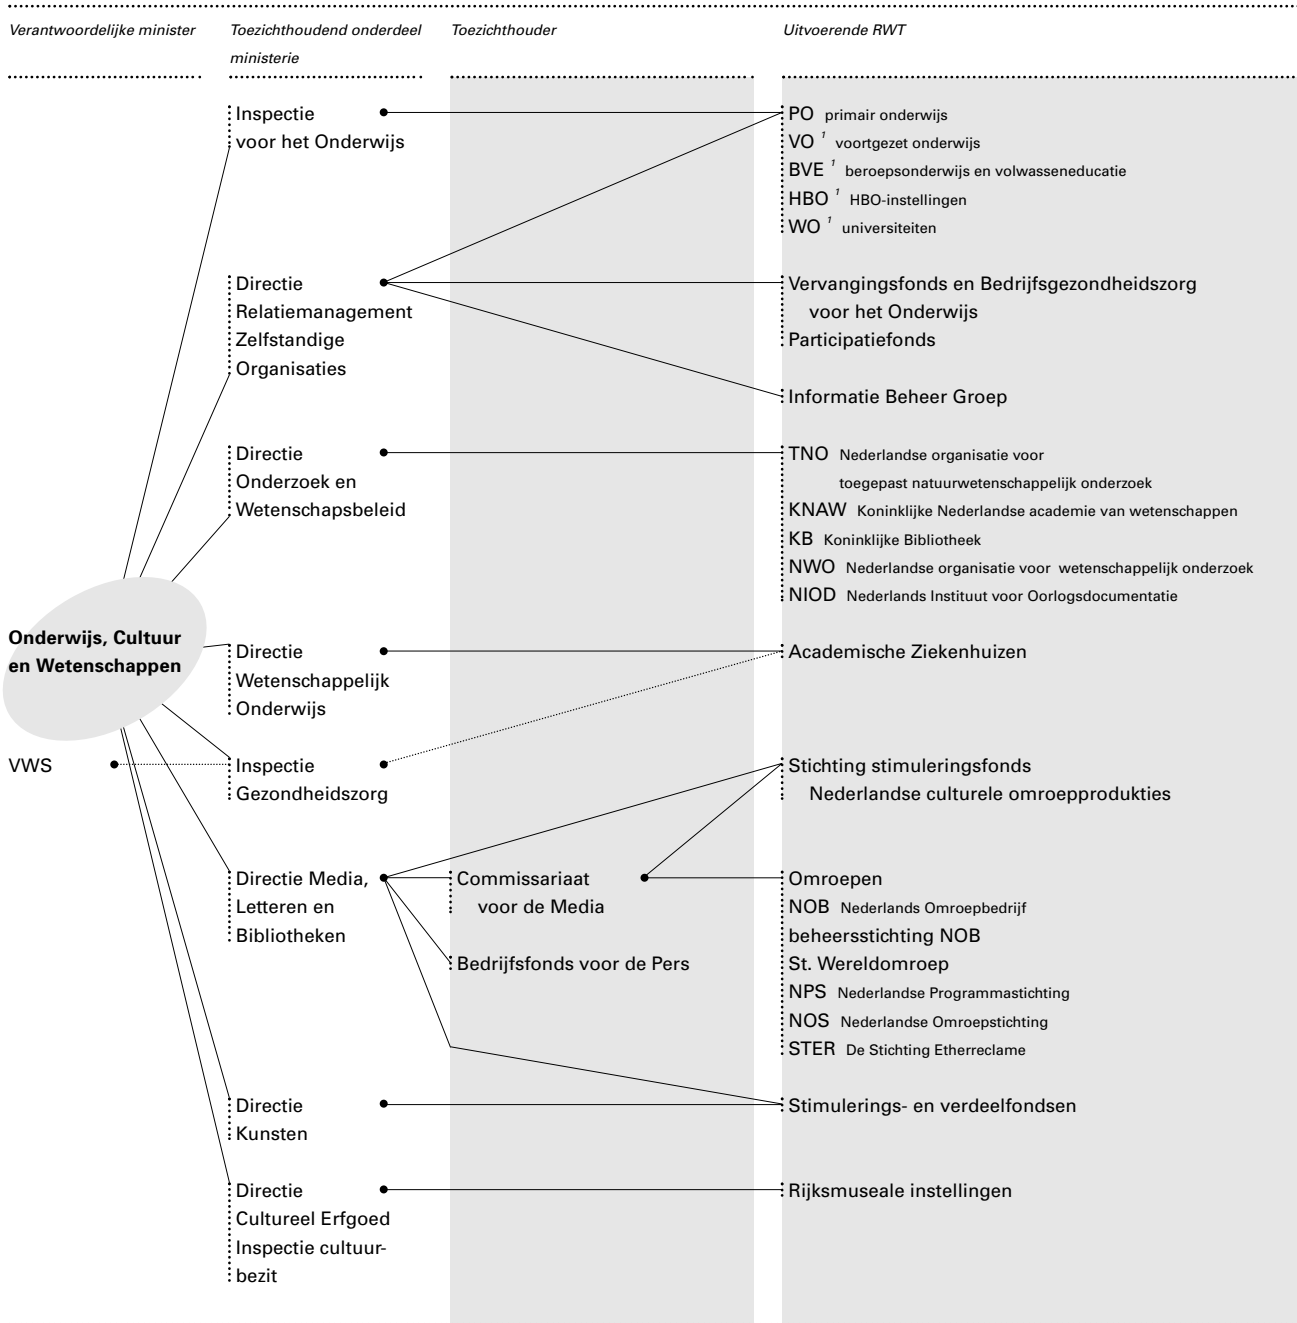 Verantwoordelijke minister
Toezichthoudend onderdeel
ministerie
Toezichthouder
Uitvoerende RWT
Inspectie
voor het Onderwijs
PO primair onderwijs
VO 1 voortgezet onderwijs
BVE 1 beroepsonderwijs en volwasseneducatie
HBO 1 HBO-instellingen
WO 1 universiteiten
Directie
Relatiemanagement
Zelfstandige
Organisaties
Vervangingsfonds en Bedrijfsgezondheidszorg
voor het Onderwijs
Participatiefonds
Informatie Beheer Groep
Directie
Onderzoek en
Wetenschapsbeleid
TNO Nederlandse organisatie voor
toegepast natuurwetenschappelijk onderzoek
KNAW Koninklijke Nederlandse academie van wetenschappen
KB Koninklijke Bibliotheek
NWO Nederlandse organisatie voor wetenschappelijk onderzoek
NIOD Nederlands Instituut voor Oorlogsdocumentatie
Onderwijs, Cultuur
en Wetenschappen
Directie
Wetenschappelijk
Onderwijs
Academische Ziekenhuizen
VWS
Inspectie
Gezondheidszorg
Stichting stimuleringsfonds
Nederlandse culturele omroepprodukties
Directie Media,
Letteren en
Bibliotheken
Commissariaat
voor de Media
Bedrijfsfonds voor de Pers
Omroepen
NOB Nederlands Omroepbedrijf
beheersstichting NOB
St. Wereldomroep
NPS Nederlandse Programmastichting
NOS Nederlandse Omroepstichting
STER De Stichting Etherreclame
Directie
Kunsten
Stimulerings- en verdeelfondsen
Directie
Cultureel Erfgoed
Inspectie cultuur-
bezit
Rijksmuseale instellingen